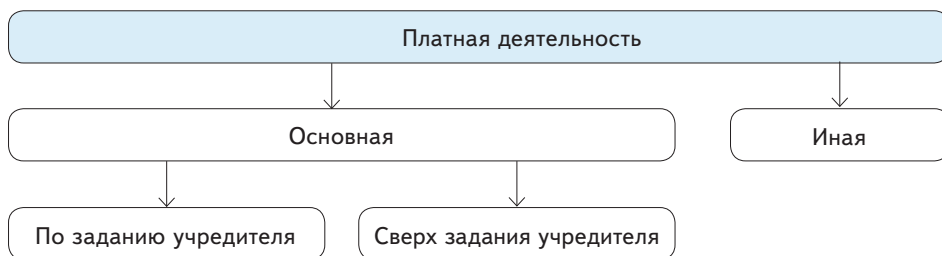 Платная деятельность
Основная
Иная
По заданию учредителя
Сверх задания учредителя